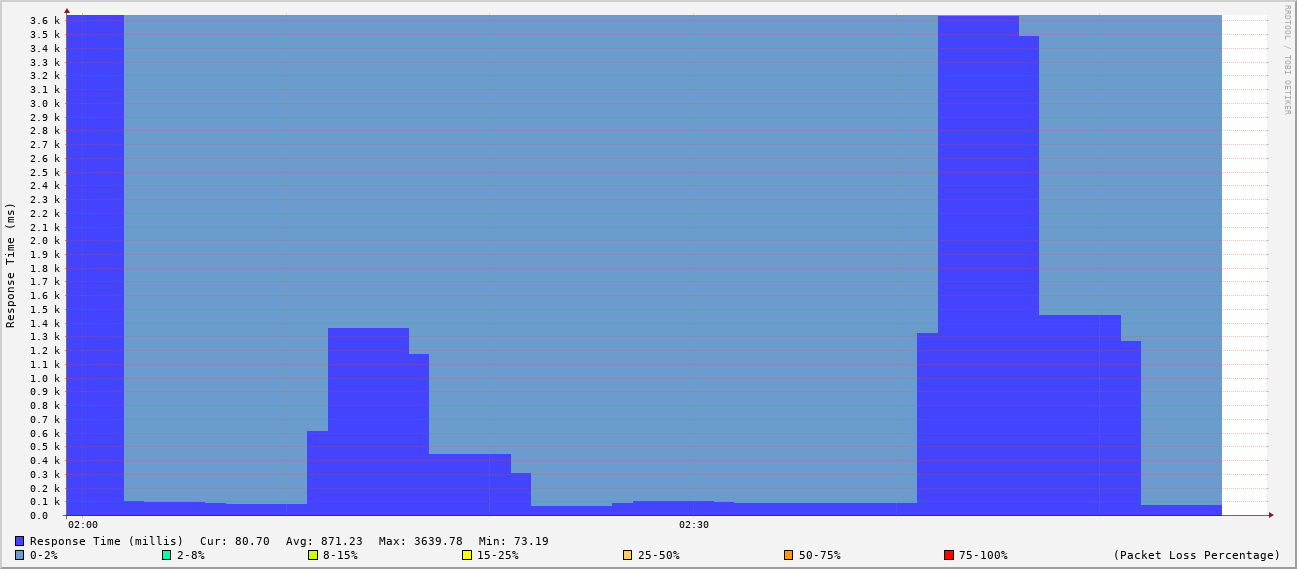 RRDTOOL / TOBI OETIKER
Response Time (ms)
3.6 k
3.5 k
3.4 k
3.3 k
3.2 k
3.1 k
3.0 k
2.9 k
2.8 k
2.7 k
2.6 k
2.5 k
2.4 k
2.3 k
2.2 k
2.1 k
2.0 k
1.9 k
1.8 k
1.7 k
1.6 k
1.5 k
1.4 k
1.3 k
1.2 k
1.1 k
1.0 k
0.9 k
0.8 k
0.7 k
0.6 k
0.5 k
0.4 k
0.3 k
0.2 k
0.1 k
0.0
02:00 02:30
Response Time (millis) Cur: 80.70 Avg: 871.23 Max: 3639.78 Min: 73.19
0-2% 2-8% 8-15% 15-25% 25-50% 50-75% 75-100% (Packet Loss Percentage)